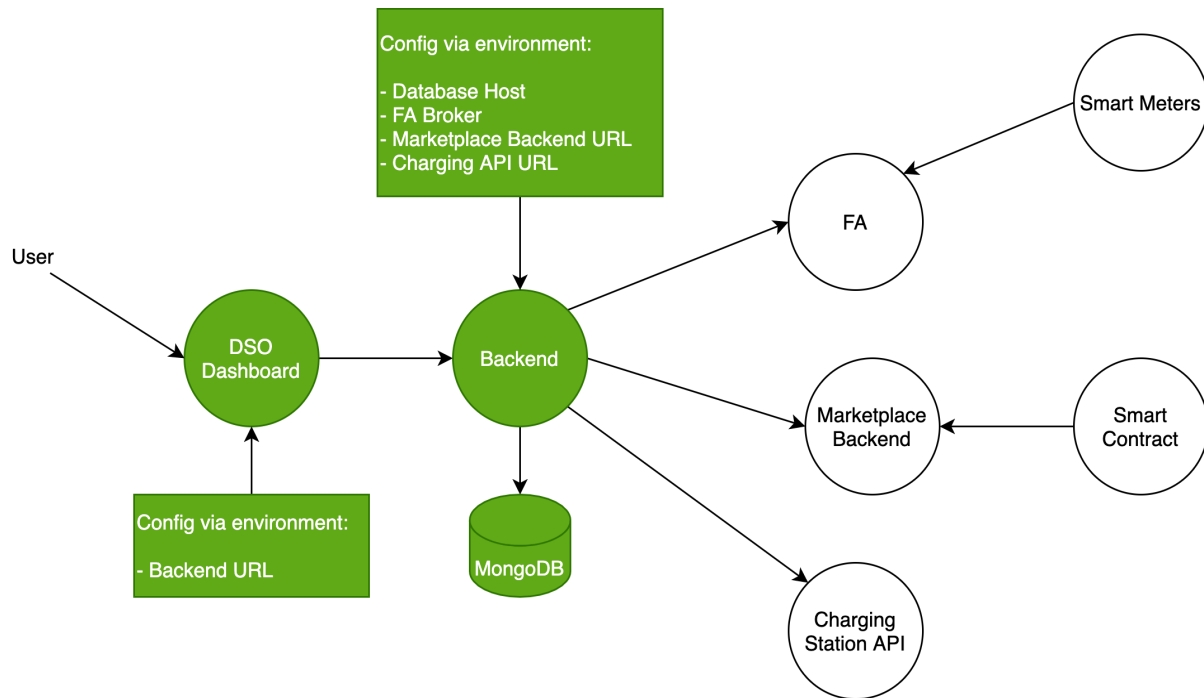 Config via environment:
- Database Host
- FA Broker
- Marketplace Backend URL
- Charging API URL
Smart Meters
FA
User
DSO
Dashboard
Backend
Marketplace
Backend
Smart
Contract
Config via environment:
- Backend URL
MongoDB
Charging
Station API